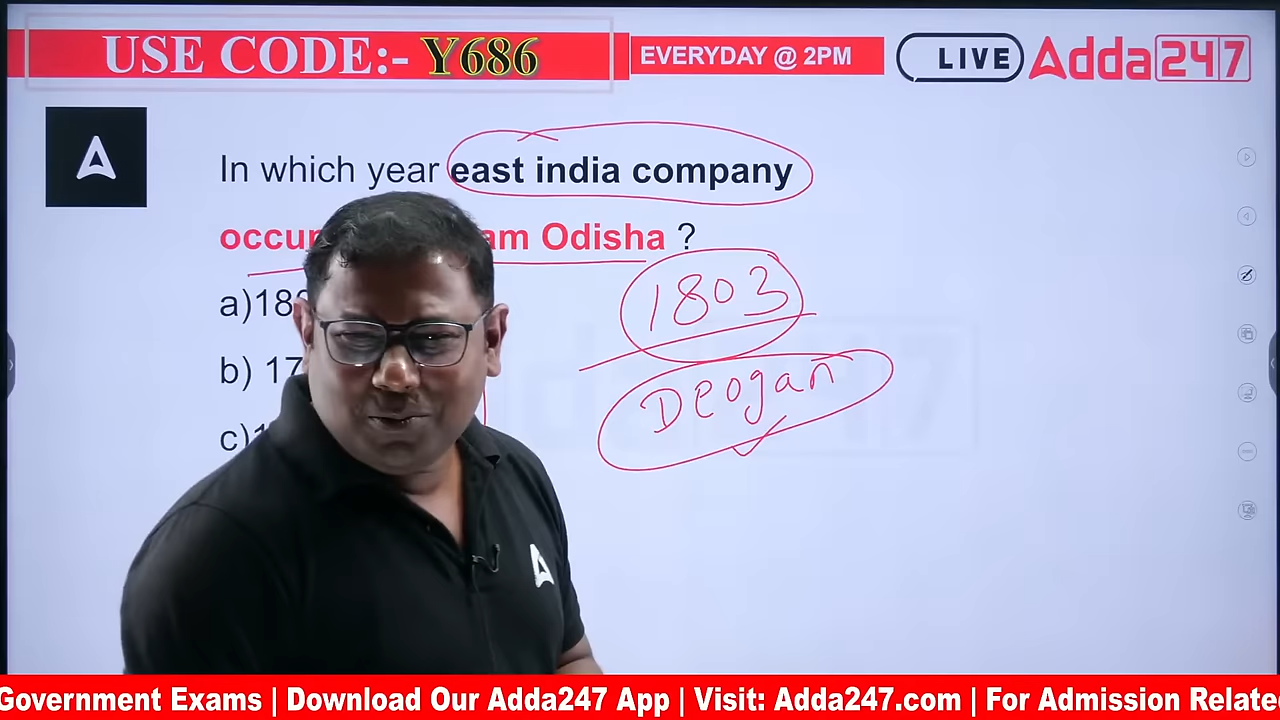 USE CODE:- Y686
EVERYDAY @ 2PM
LIVE
Adda247
In which year east india company
am Odisha ?
a)18
b) 17
c)1
1803
Deogan
Government Exams | Download Our Adda247 App | Visit: Adda247.com | For Admission Relate